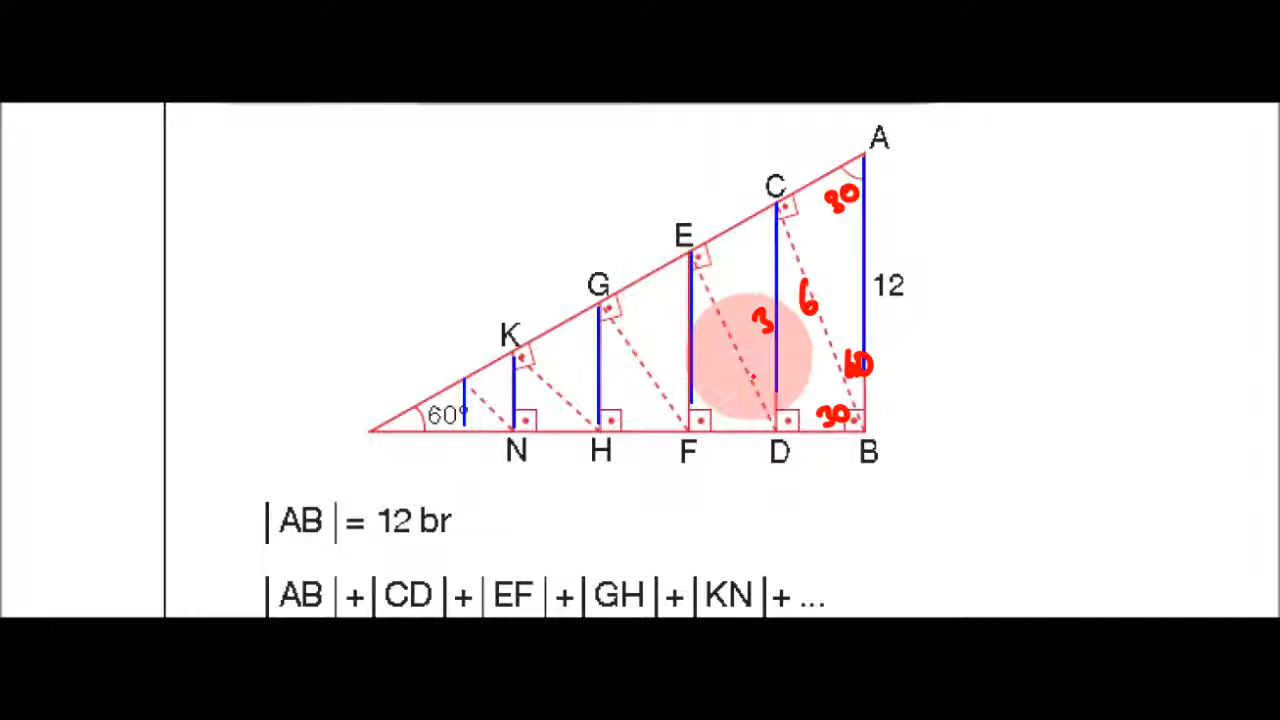 A
C
30
E
G
12
6
3
K
60
60°
30
N H F D B
|AB| = 12 br
|AB| + |CD| + |EF| + |GH| + |KN| + ...